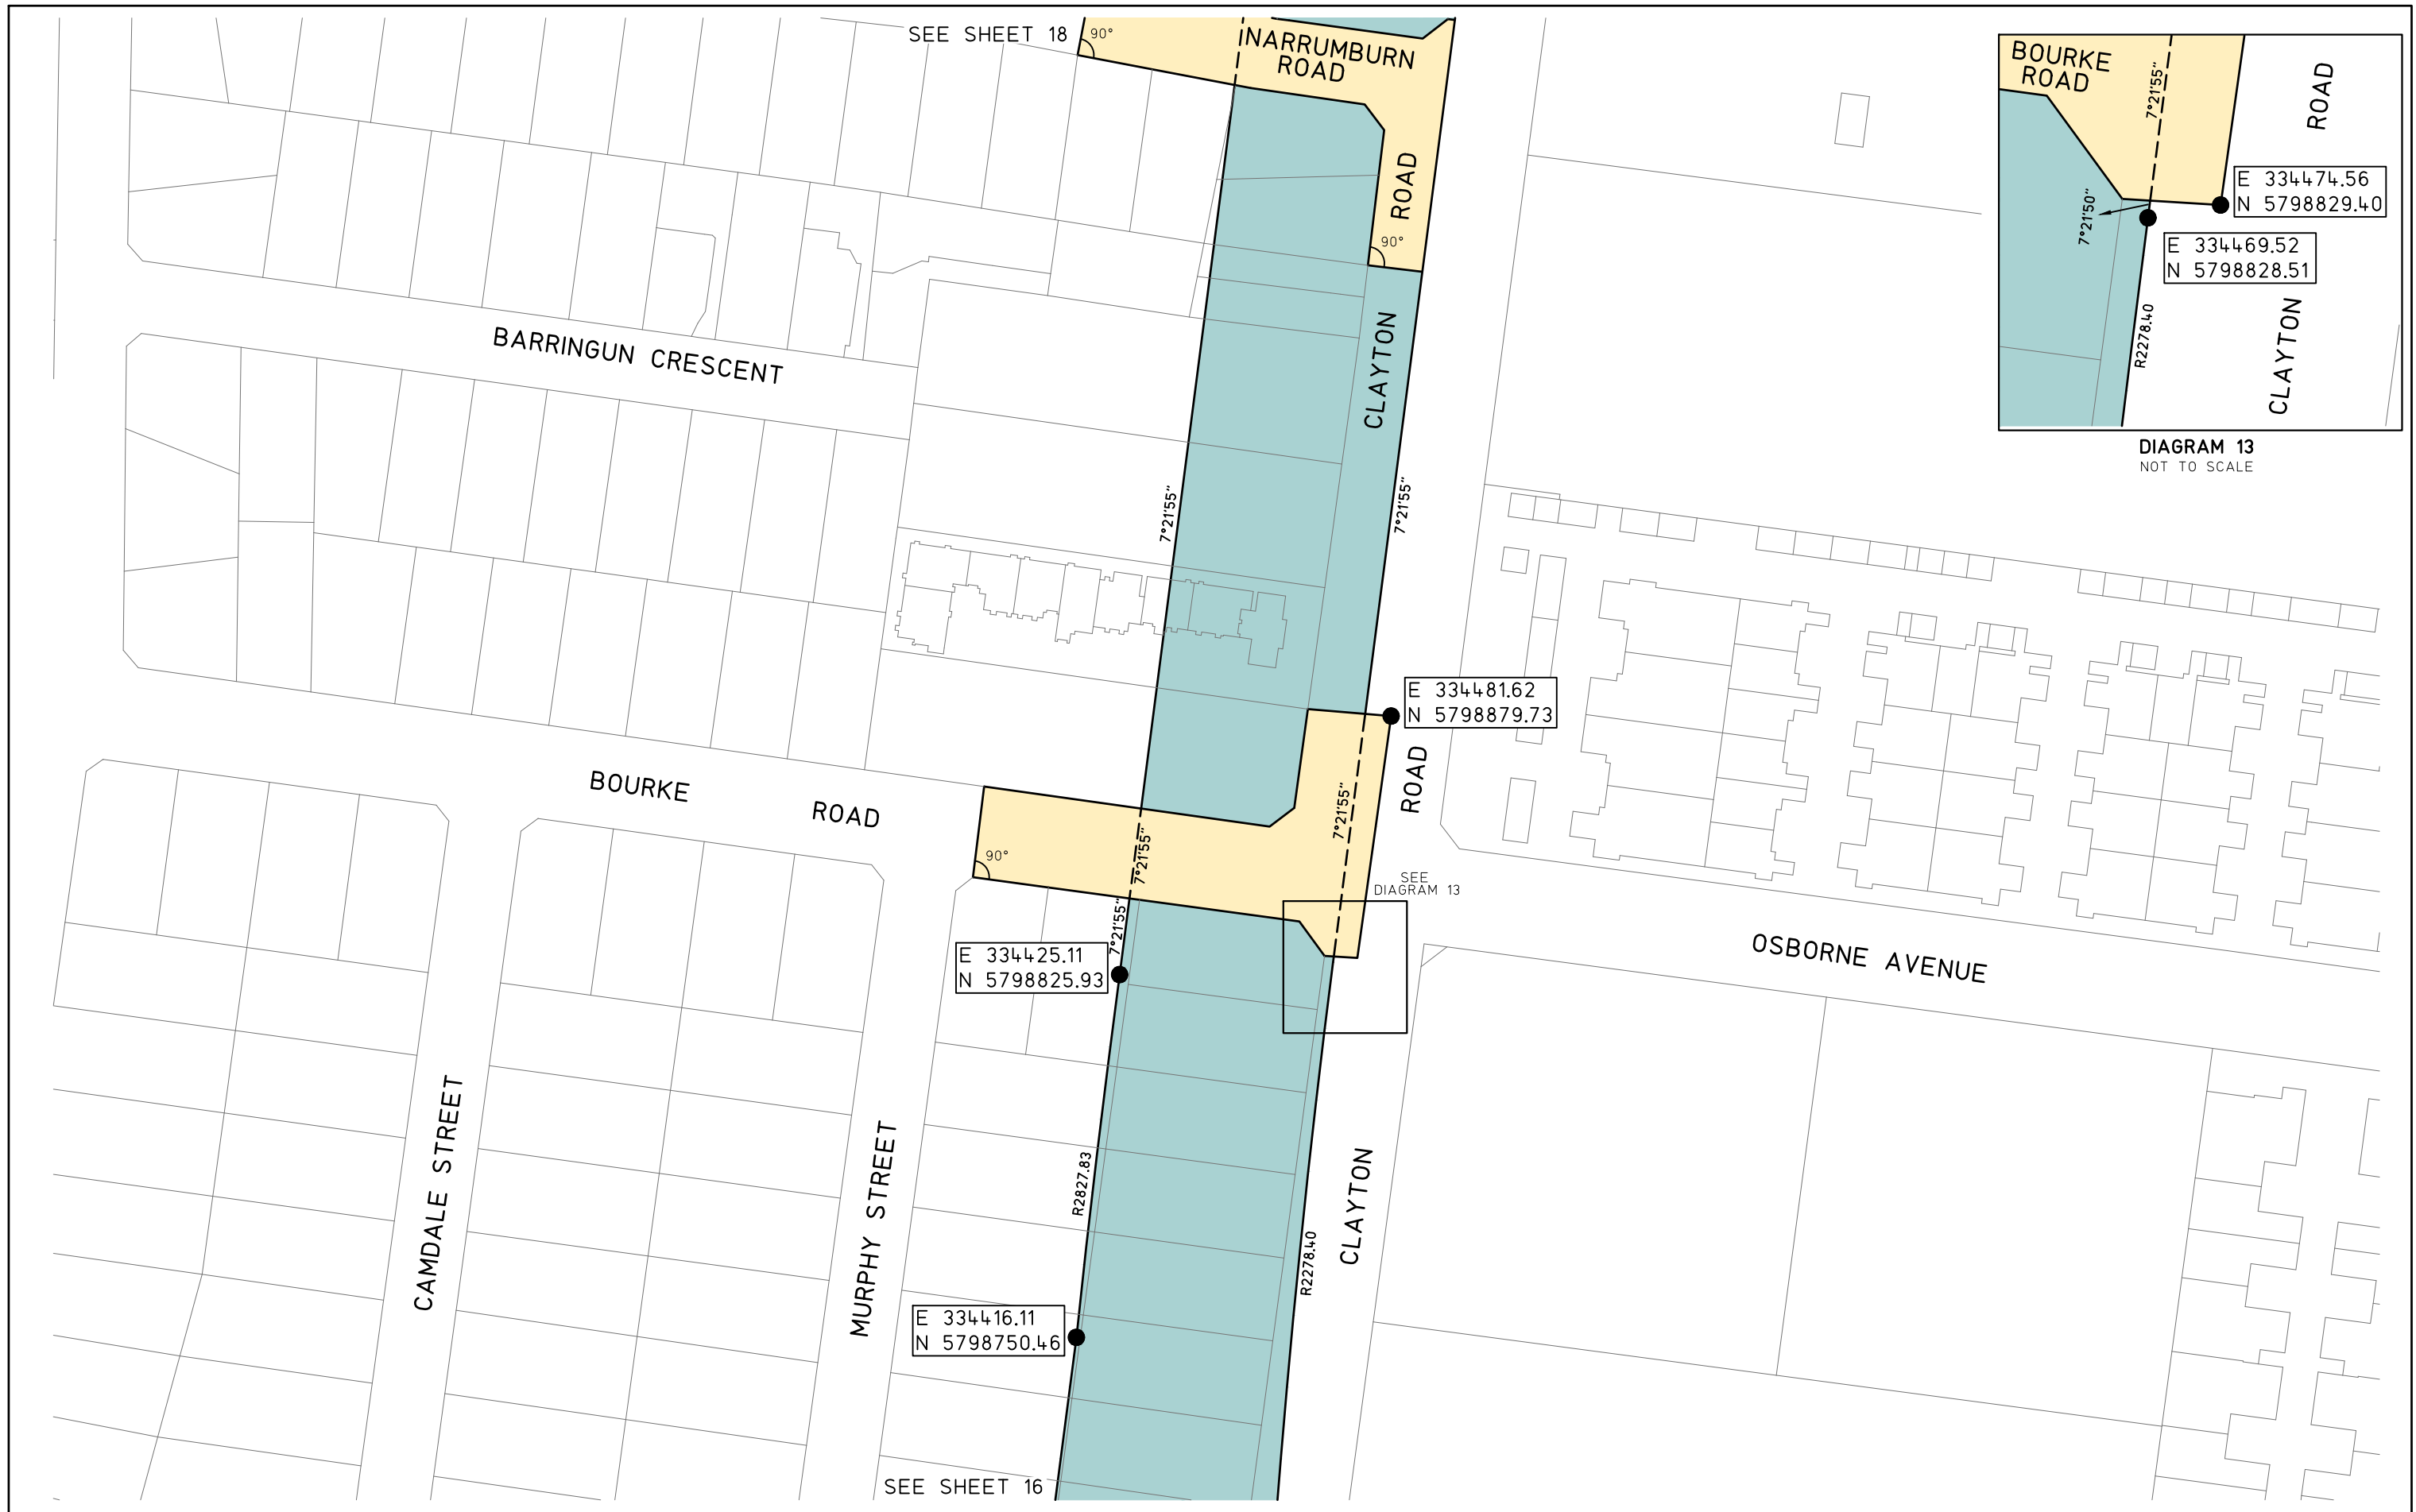 SEE SHEET 18
90°
NARRUMBURN
ROAD
BOURKE
ROAD
7°21'55"
ROAD
E 334474.56
N 5798829.40
7°21'50"
E 334469.52
N 5798828.51
R2278.40
CLAYTON
DIAGRAM 13
NOT TO SCALE
ROAD
90°
CLAYTON
BARRINGUN CRESCENT
7°21'55"
7°21'55"
E 334481.62
N 5798879.73
ROAD
BOURKE ROAD
7°21'55"
7°21'55"
90°
SEE
DIAGRAM 13
7°21'55"
E 334425.11
N 5798825.93
OSBORNE AVENUE
CAMDALE STREET
MURPHY STREET
R2827.83
R2278.40
CLAYTON
E 334416.11
N 5798750.46
SEE SHEET 16